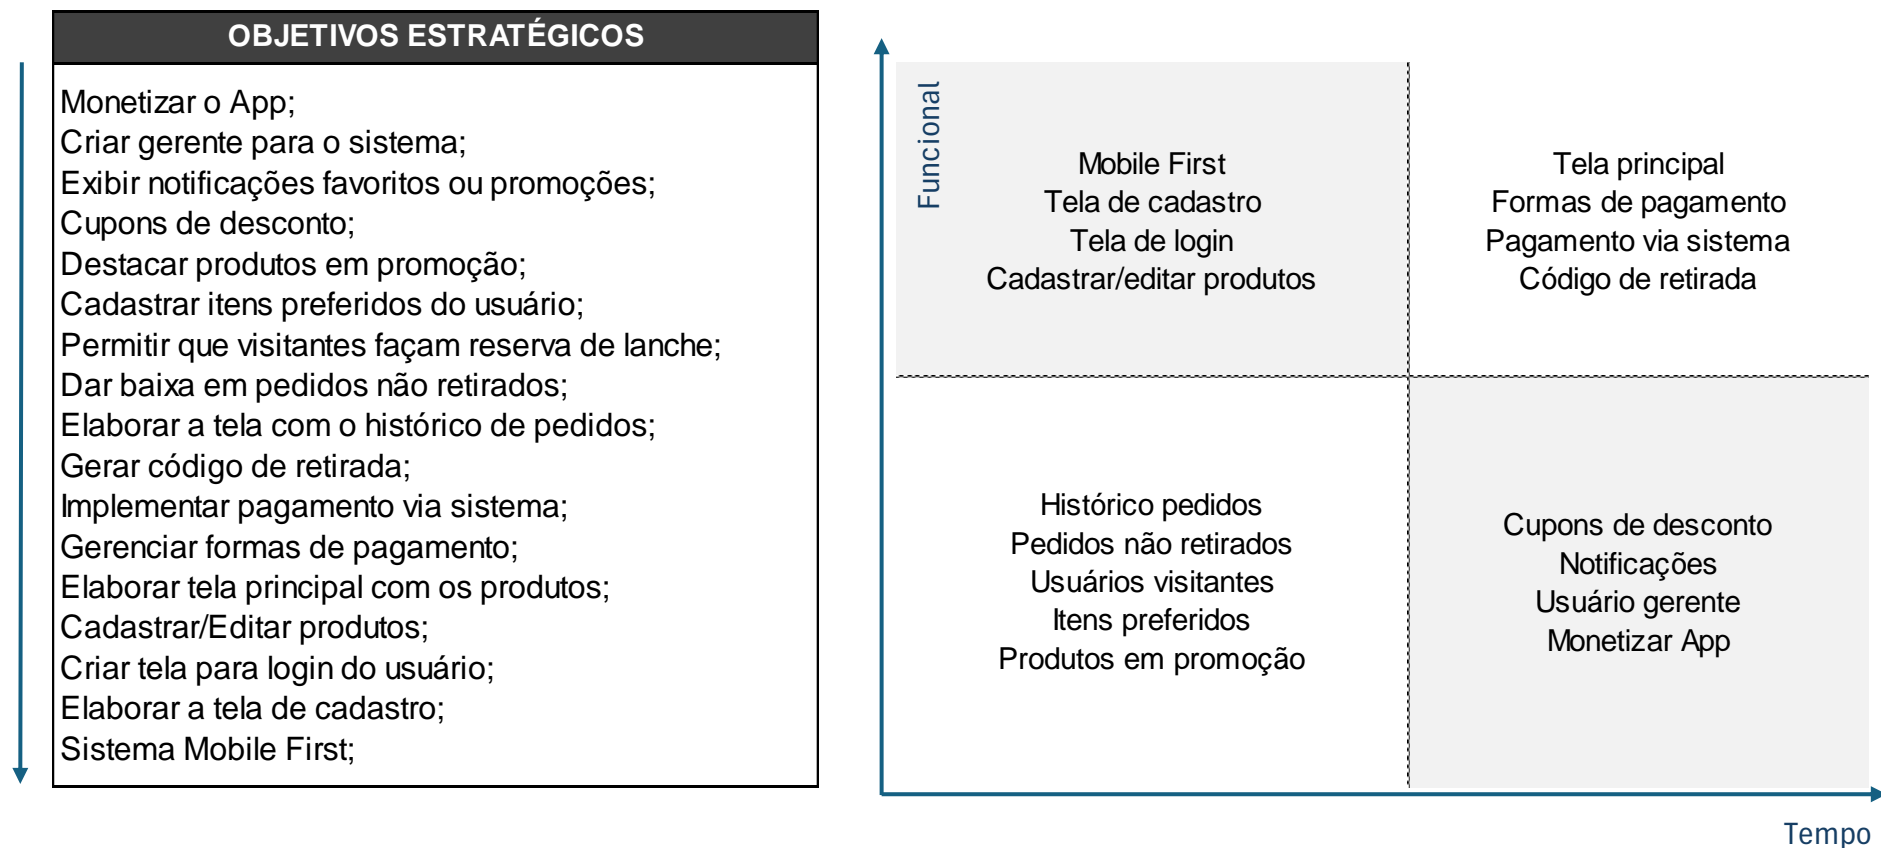 OBJETIVOS ESTRATÉGICOS
Monetizar o App;
Criar gerente para o sistema;
Exibir notificações favoritos ou promoções;
Cupons de desconto;
Destacar produtos em promoção;
Cadastrar itens preferidos do usuário;
Permitir que visitantes façam reserva de lanche;
Dar baixa em pedidos não retirados;
Elaborar a tela com o histórico de pedidos;
Gerar código de retirada;
Implementar pagamento via sistema;
Gerenciar formas de pagamento;
Elaborar tela principal com os produtos;
Cadastrar/Editar produtos;
Criar tela para login do usuário;
Elaborar a tela de cadastro;
Sistema Mobile First;
Funcional
Mobile First
Tela de cadastro
Tela de login
Cadastrar/editar produtos
Tela principal
Formas de pagamento
Pagamento via sistema
Código de retirada
Histórico pedidos
Pedidos não retirados
Usuários visitantes
Itens preferidos
Produtos em promoção
Cupons de desconto
Notificações
Usuário gerente
Monetizar App
Tempo